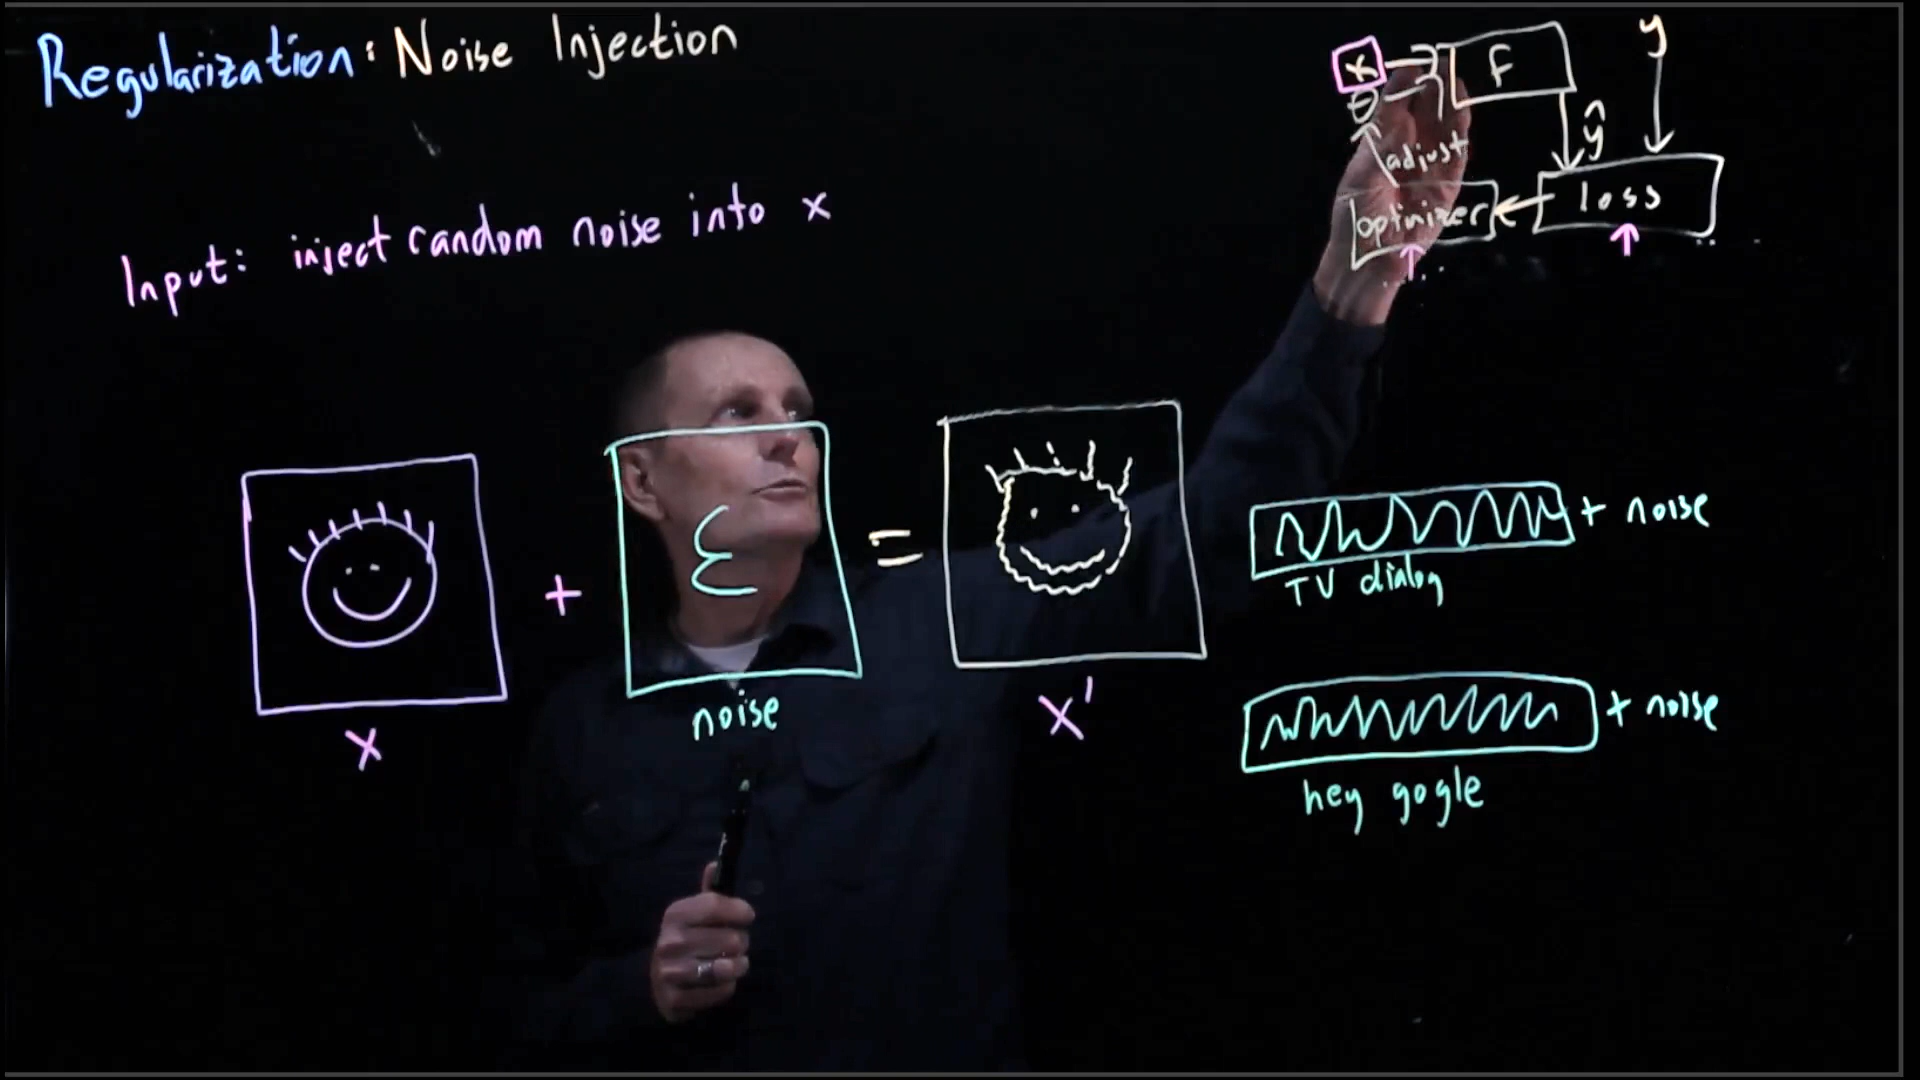 Regularization: Noise Injection
x
θ
f
y
ŷ
adjust
optimizer
loss
Input: inject random noise into x
x
+
ε
noise
=
x'
+ noise
TV dialog
+ noise
hey gogle